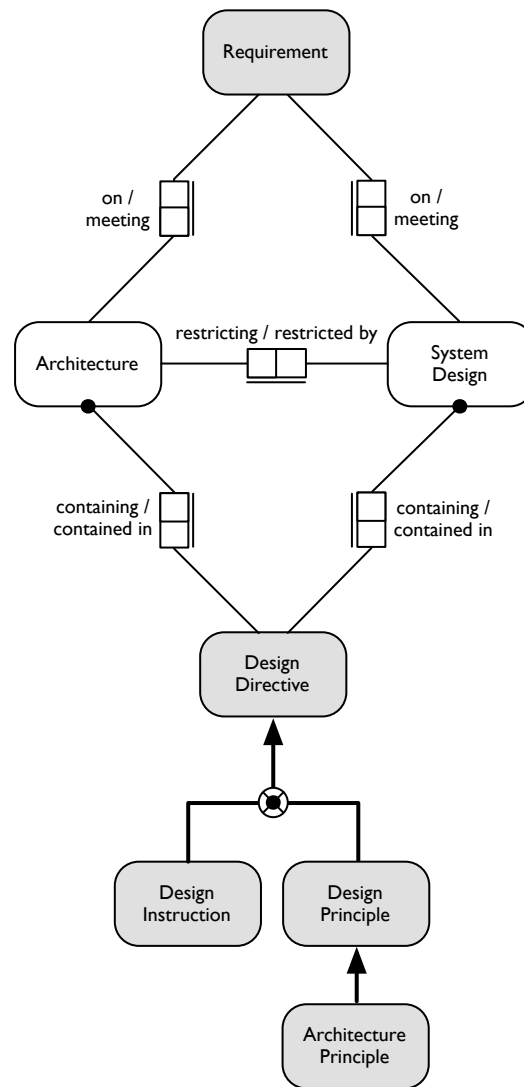 Requirement
on /
meeting
on /
meeting
restricting / restricted by
Architecture
System
Design
containing /
contained in
containing /
contained in
Design
Directive
Design
Instruction
Design
Principle
Architecture
Principle